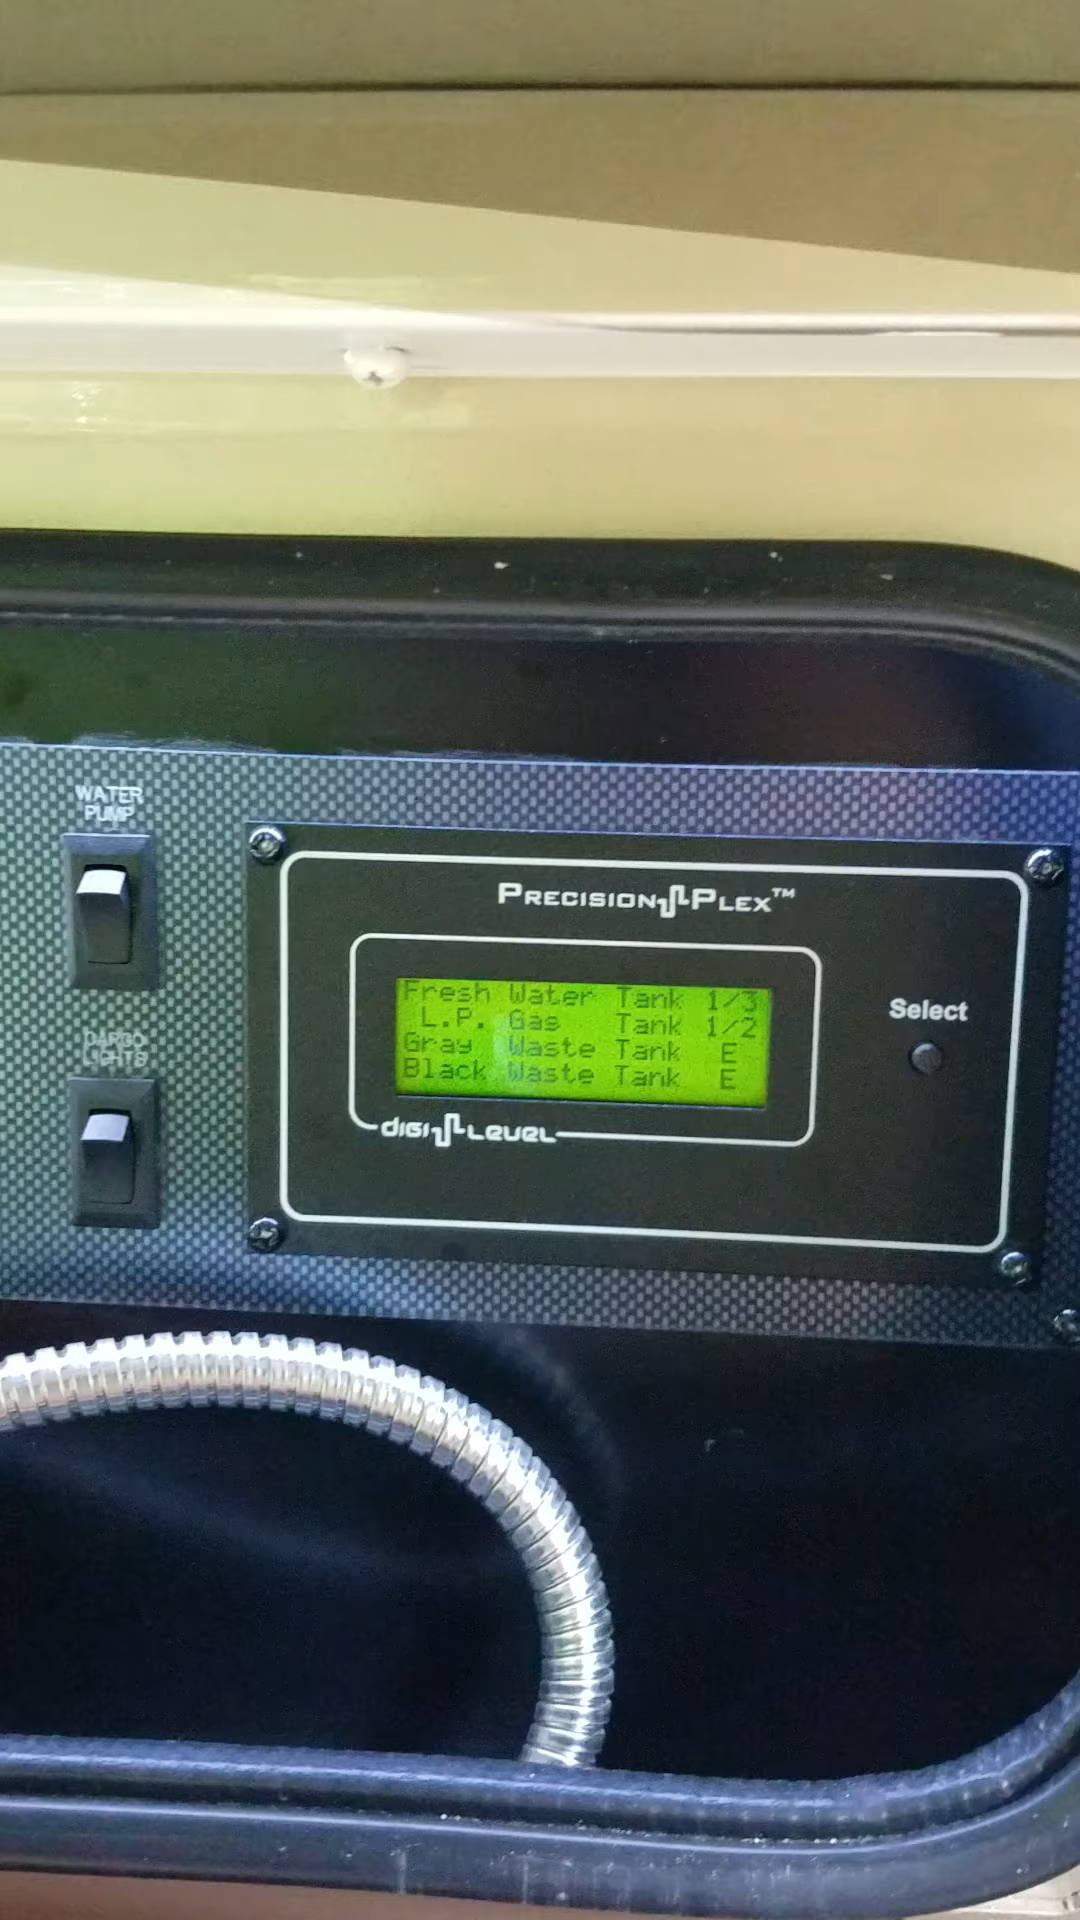 WATER
PUMP
PRECISION PLEX™
Fresh Water Tank 1/3
L.P. Gas Tank 1/2
Gray Waste Tank E
Black Waste Tank E
Select
CARGO
LIGHTS
DIGI LEVEL